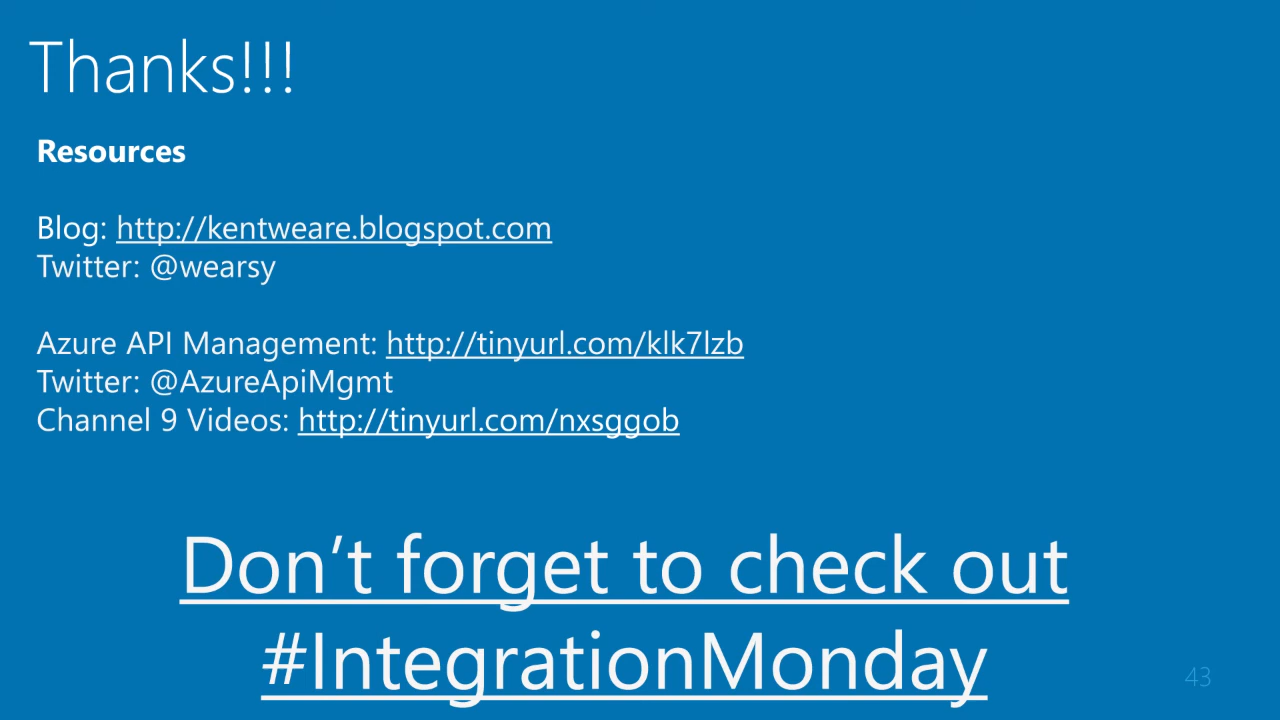 Thanks!!!
Resources
Blog: http://kentweare.blogspot.com
Twitter: @wearsy
Azure API Management: http://tinyurl.com/klk7lzb
Twitter: @AzureApiMgmt
Channel 9 Videos: http://tinyurl.com/nxsggob
Don’t forget to check out
#IntegrationMonday
43